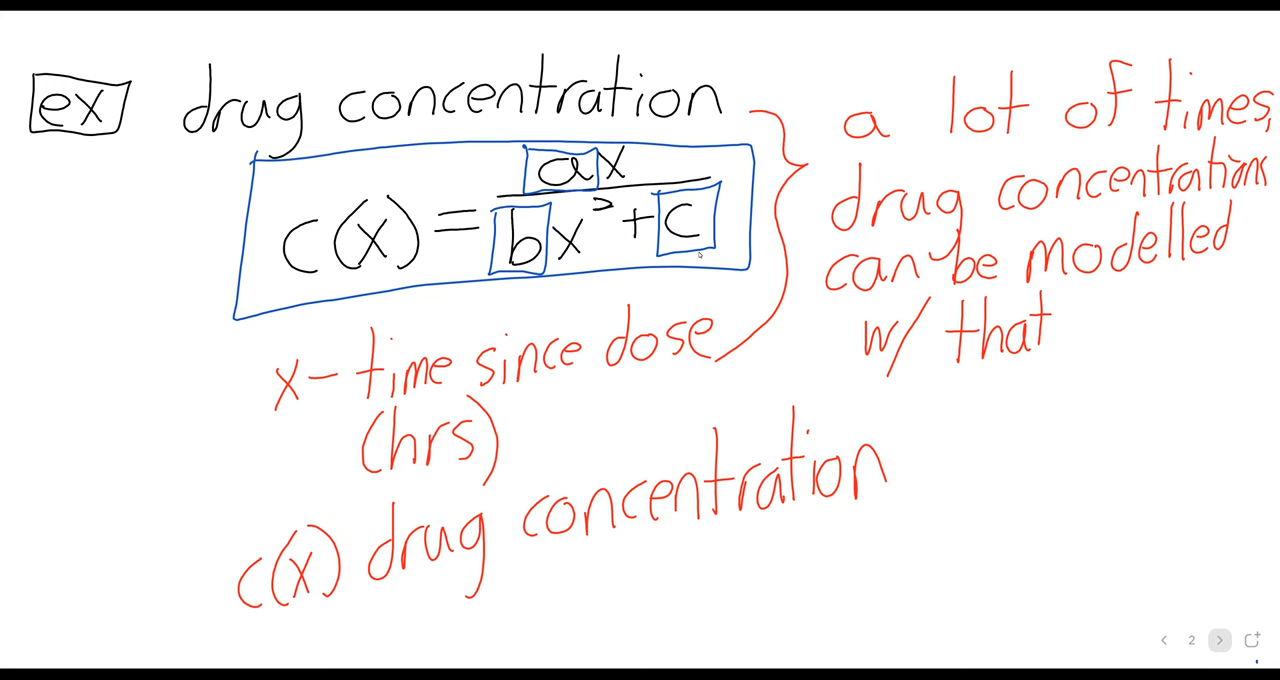 ex drug concentration
c(x) = ax / bx² + c
x - time since dose
(hrs)
c(x) drug concentration
a lot of times,
drug concentrations
can be modelled
w/ that
2